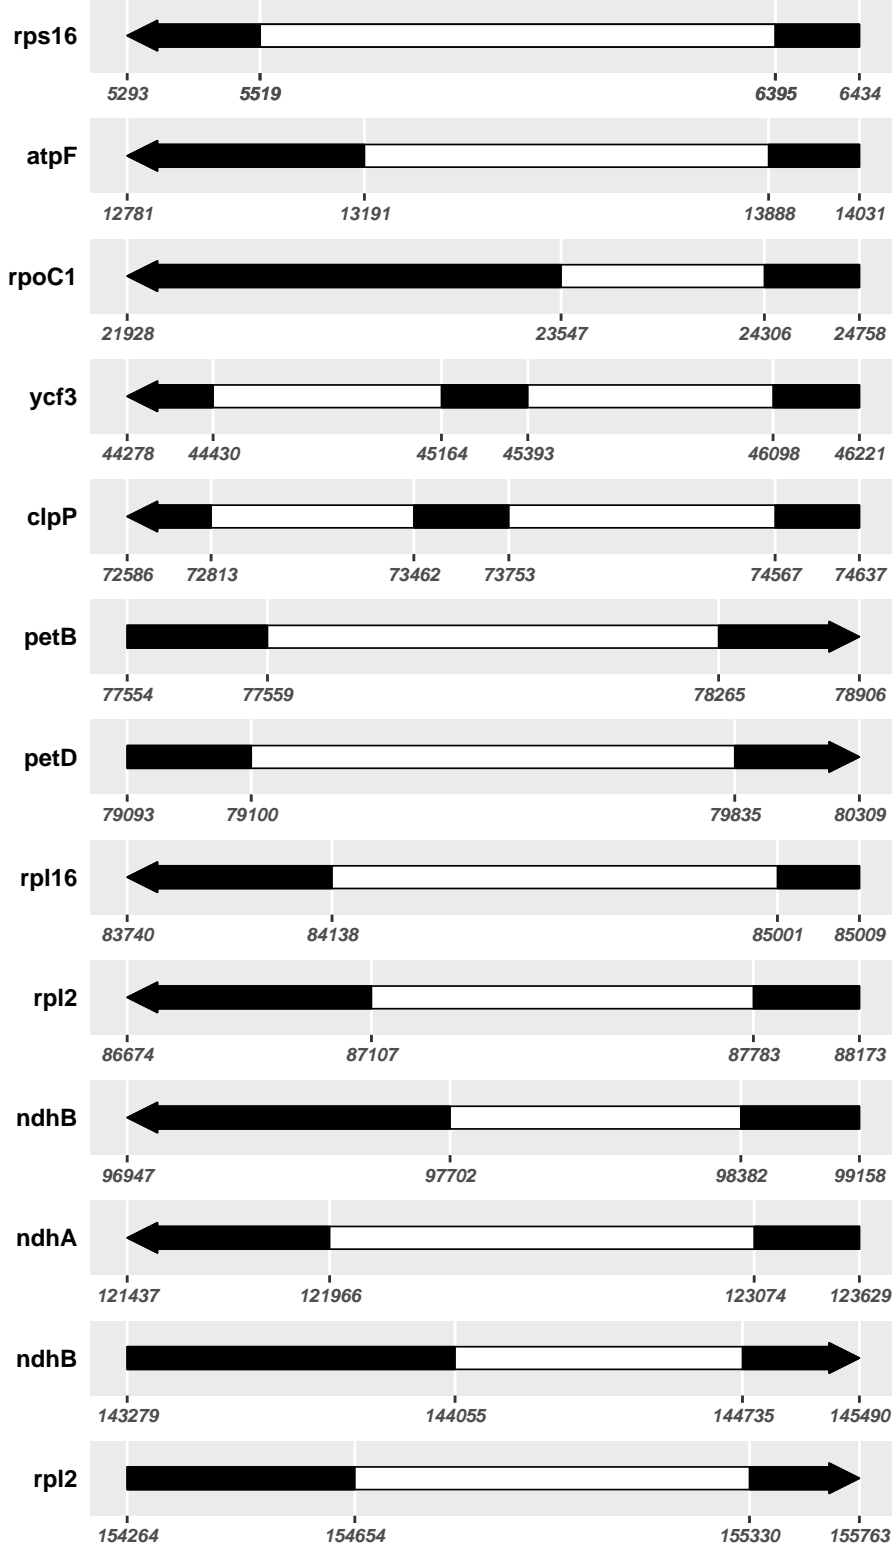 rps16
5293 5519 6395 6434
atpF
12781 13191 13888 14031
rpoC1
21928 23547 24306 24758
ycf3
44278 44430 45164 45393 46098 46221
clpP
72586 72813 73462 73753 74567 74637
petB
77554 77559 78265 78906
petD
79093 79100 79835 80309
rpl16
83740 84138 85001 85009
rpl2
86674 87107 87783 88173
ndhB
96947 97702 98382 99158
ndhA
121437 121966 123074 123629
ndhB
143279 144055 144735 145490
rpl2
154264 154654 155330 155763